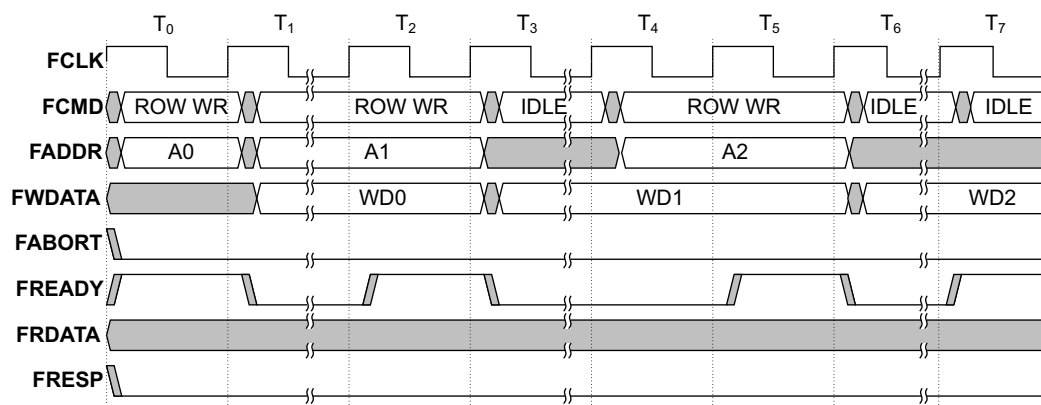 T0 T1 T2 T3 T4 T5 T6 T7
FCLK
FCMD ROW WR ROW WR IDLE ROW WR IDLE IDLE
FADDR A0 A1 A2
FWDATA WD0 WD1 WD2
FABORT
FREADY
FRDATA
FRESP